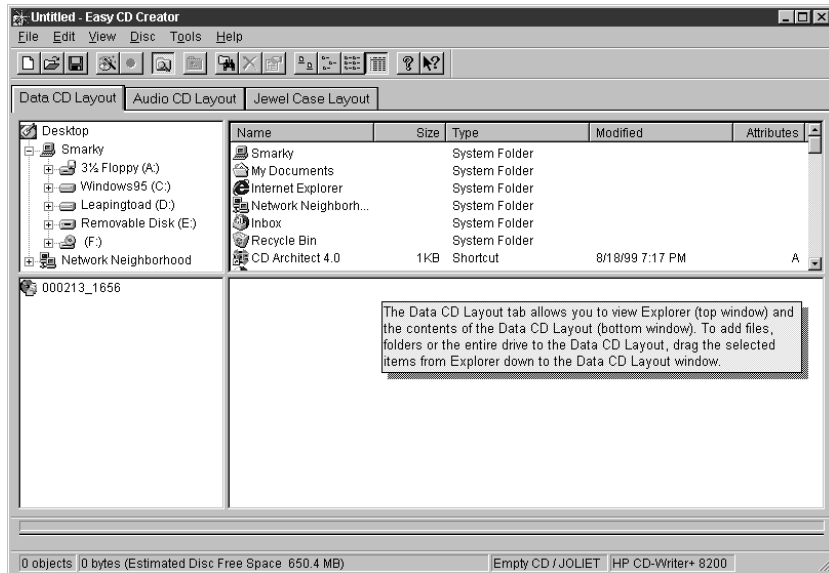 Untitled - Easy CD Creator
File Edit View Disc Tools Help
Data CD Layout Audio CD Layout Jewel Case Layout
Desktop
Smarky
3½ Floppy (A:)
Windows95 (C:)
Leapingtoad (D:)
Removable Disk (E:)
(F:)
Network Neighborhood
Name Size Type Modified Attributes
Smarky System Folder
My Documents System Folder
Internet Explorer System Folder
Network Neighborh... System Folder
Inbox System Folder
Recycle Bin System Folder
CD Architect 4.0 1KB Shortcut 8/18/99 7:17 PM A
000213_1656
The Data CD Layout tab allows you to view Explorer (top window) and
the contents of the Data CD Layout (bottom window). To add files,
folders or the entire drive to the Data CD Layout, drag the selected
items from Explorer down to the Data CD Layout window.
0 objects 0 bytes (Estimated Disc Free Space 650.4 MB) Empty CD / JOLIET HP CD-Writer+ 8200